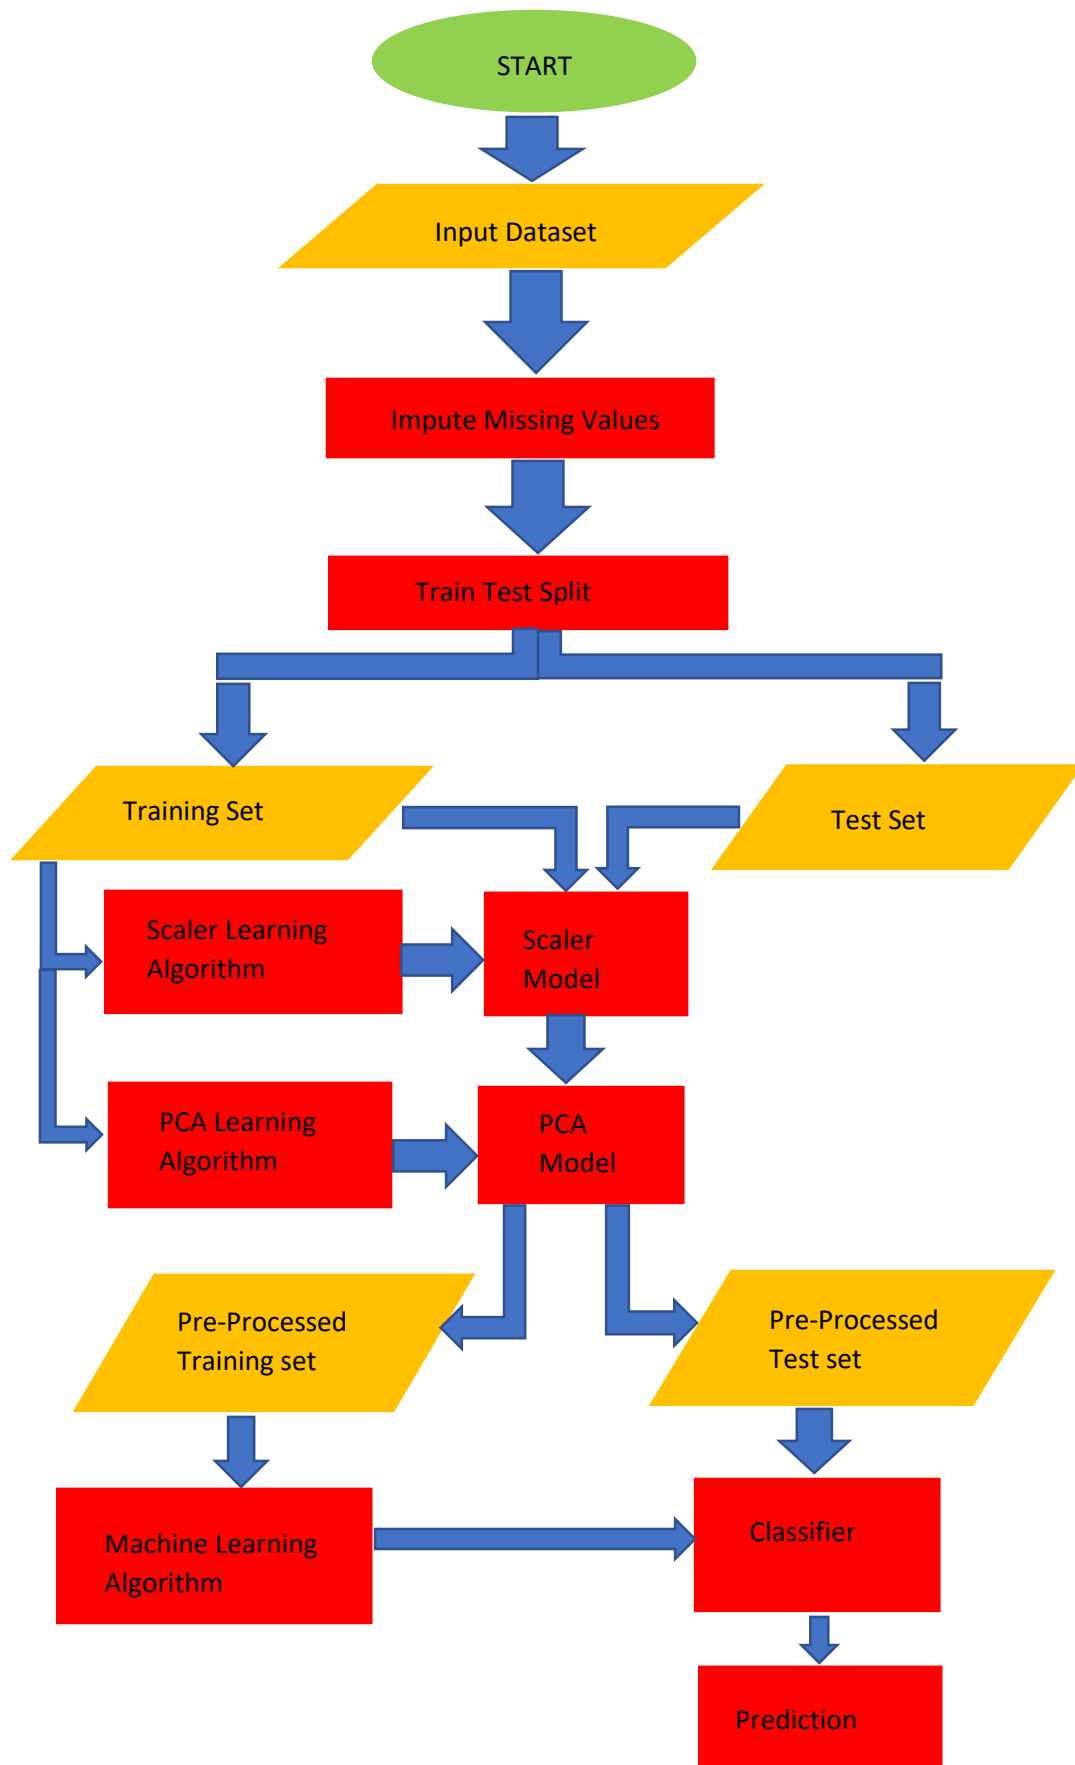 START
Input Dataset
Impute Missing Values
Train Test Split
Training Set
Test Set
Scaler Learning
Algorithm
Scaler
Model
PCA Learning
Algorithm
PCA
Model
Pre-Processed
Training set
Pre-Processed
Test set
Machine Learning
Algorithm
Classifier
Prediction